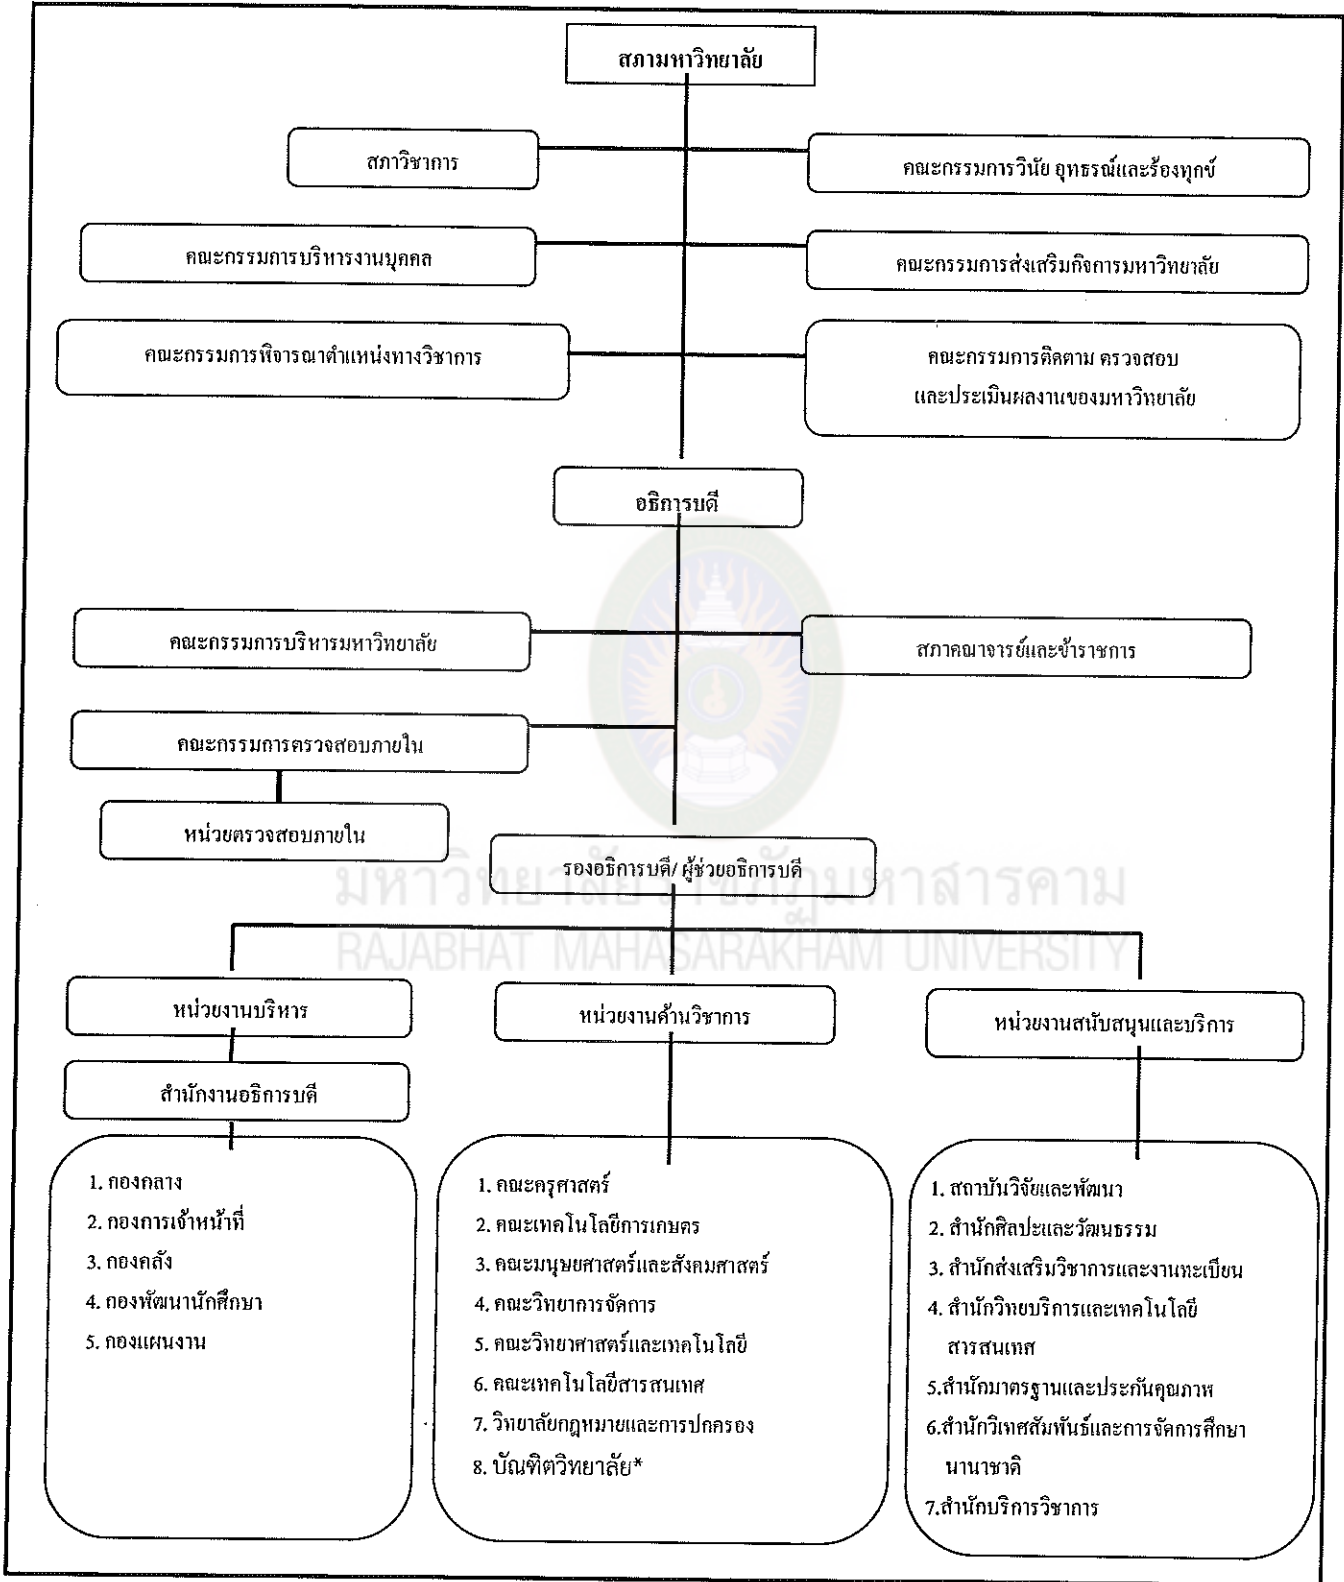 สภามหาวิทยาลัย
สภาวิชาการ
คณะกรรมการวินัย อุทธรณ์และร้องทุกข์
คณะกรรมการบริหารงานบุคคล
คณะกรรมการส่งเสริมกิจการมหาวิทยาลัย
คณะกรรมการพิจารณาตำแหน่งทางวิชาการ
คณะกรรมการติดตาม ตรวจสอบ
และประเมินผลงานของมหาวิทยาลัย
อธิการบดี
คณะกรรมการบริหารมหาวิทยาลัย
สภาคณาจารย์และข้าราชการ
คณะกรรมการตรวจสอบภายใน
หน่วยตรวจสอบภายใน
รองอธิการบดี/ ผู้ช่วยอธิการบดี
มหาวิทยาลัยราชภัฏมหาสารคาม
RAJABHAT MAHASARAKHAM UNIVERSITY
หน่วยงานบริหาร
หน่วยงานด้านวิชาการ
หน่วยงานสนับสนุนและบริการ
สำนักงานอธิการบดี
1. กองกลาง
2. กองการเจ้าหน้าที่
3. กองคลัง
4. กองพัฒนานักศึกษา
5. กองแผนงาน
1. คณะครุศาสตร์
2. คณะเทคโนโลยีการเกษตร
3. คณะมนุษยศาสตร์และสังคมศาสตร์
4. คณะวิทยาการจัดการ
5. คณะวิทยาศาสตร์และเทคโนโลยี
6. คณะเทคโนโลยีสารสนเทศ
7. วิทยาลัยกฎหมายและการปกครอง
8. บัณฑิตวิทยาลัย*
1. สถาบันวิจัยและพัฒนา
2. สำนักศิลปะและวัฒนธรรม
3. สำนักส่งเสริมวิชาการและงานทะเบียน
4. สำนักวิทยบริการและเทคโนโลยี
สารสนเทศ
5.สำนักมาตรฐานและประกันคุณภาพ
6.สำนักวิเทศสัมพันธ์และการจัดการศึกษา
นานาชาติ
7.สำนักบริการวิชาการ